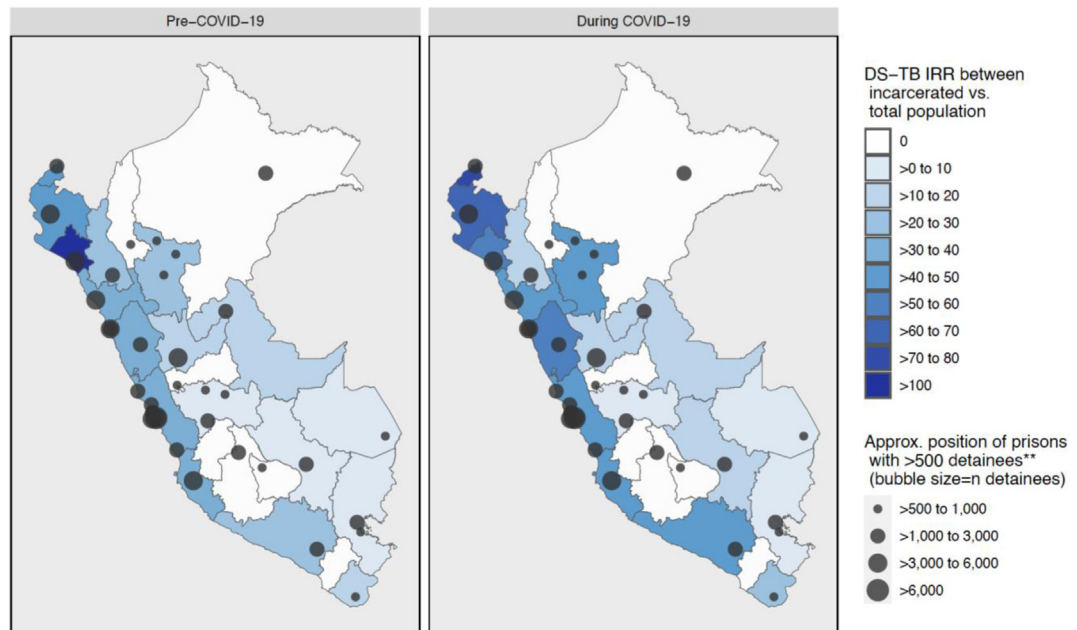 Pre−COVID−19
During COVID−19
DS−TB IRR between
incarcerated vs.
total population
0
>0 to 10
>10 to 20
>20 to 30
>30 to 40
>40 to 50
>50 to 60
>60 to 70
>70 to 80
>100
Approx. position of prisons
with >500 detainees**
(bubble size=n detainees)
>500 to 1,000
>1,000 to 3,000
>3,000 to 6,000
>6,000